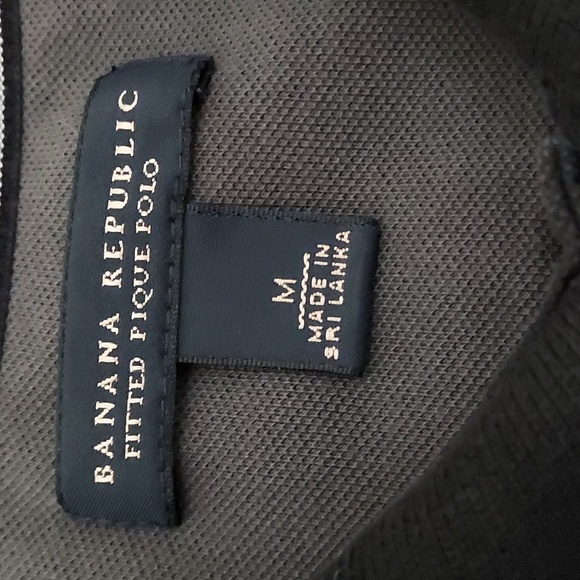 BANANA REPUBLIC
FITTED PIQUE POLO
M
MADE IN
SRI LANKA